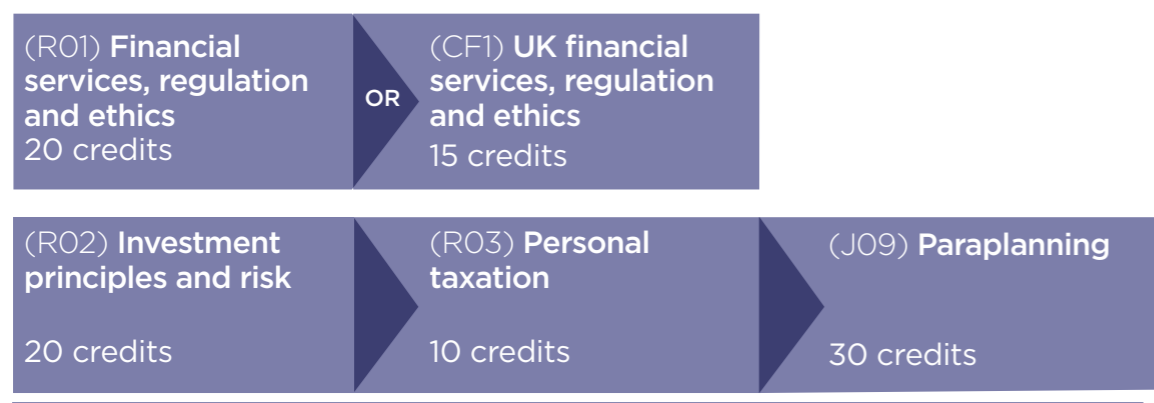 (R01) Financial
services, regulation
and ethics
20 credits
OR
(CF1) UK financial
services, regulation
and ethics
15 credits
(R02) Investment
principles and risk
20 credits
(R03) Personal
taxation
10 credits
(J09) Paraplanning
30 credits